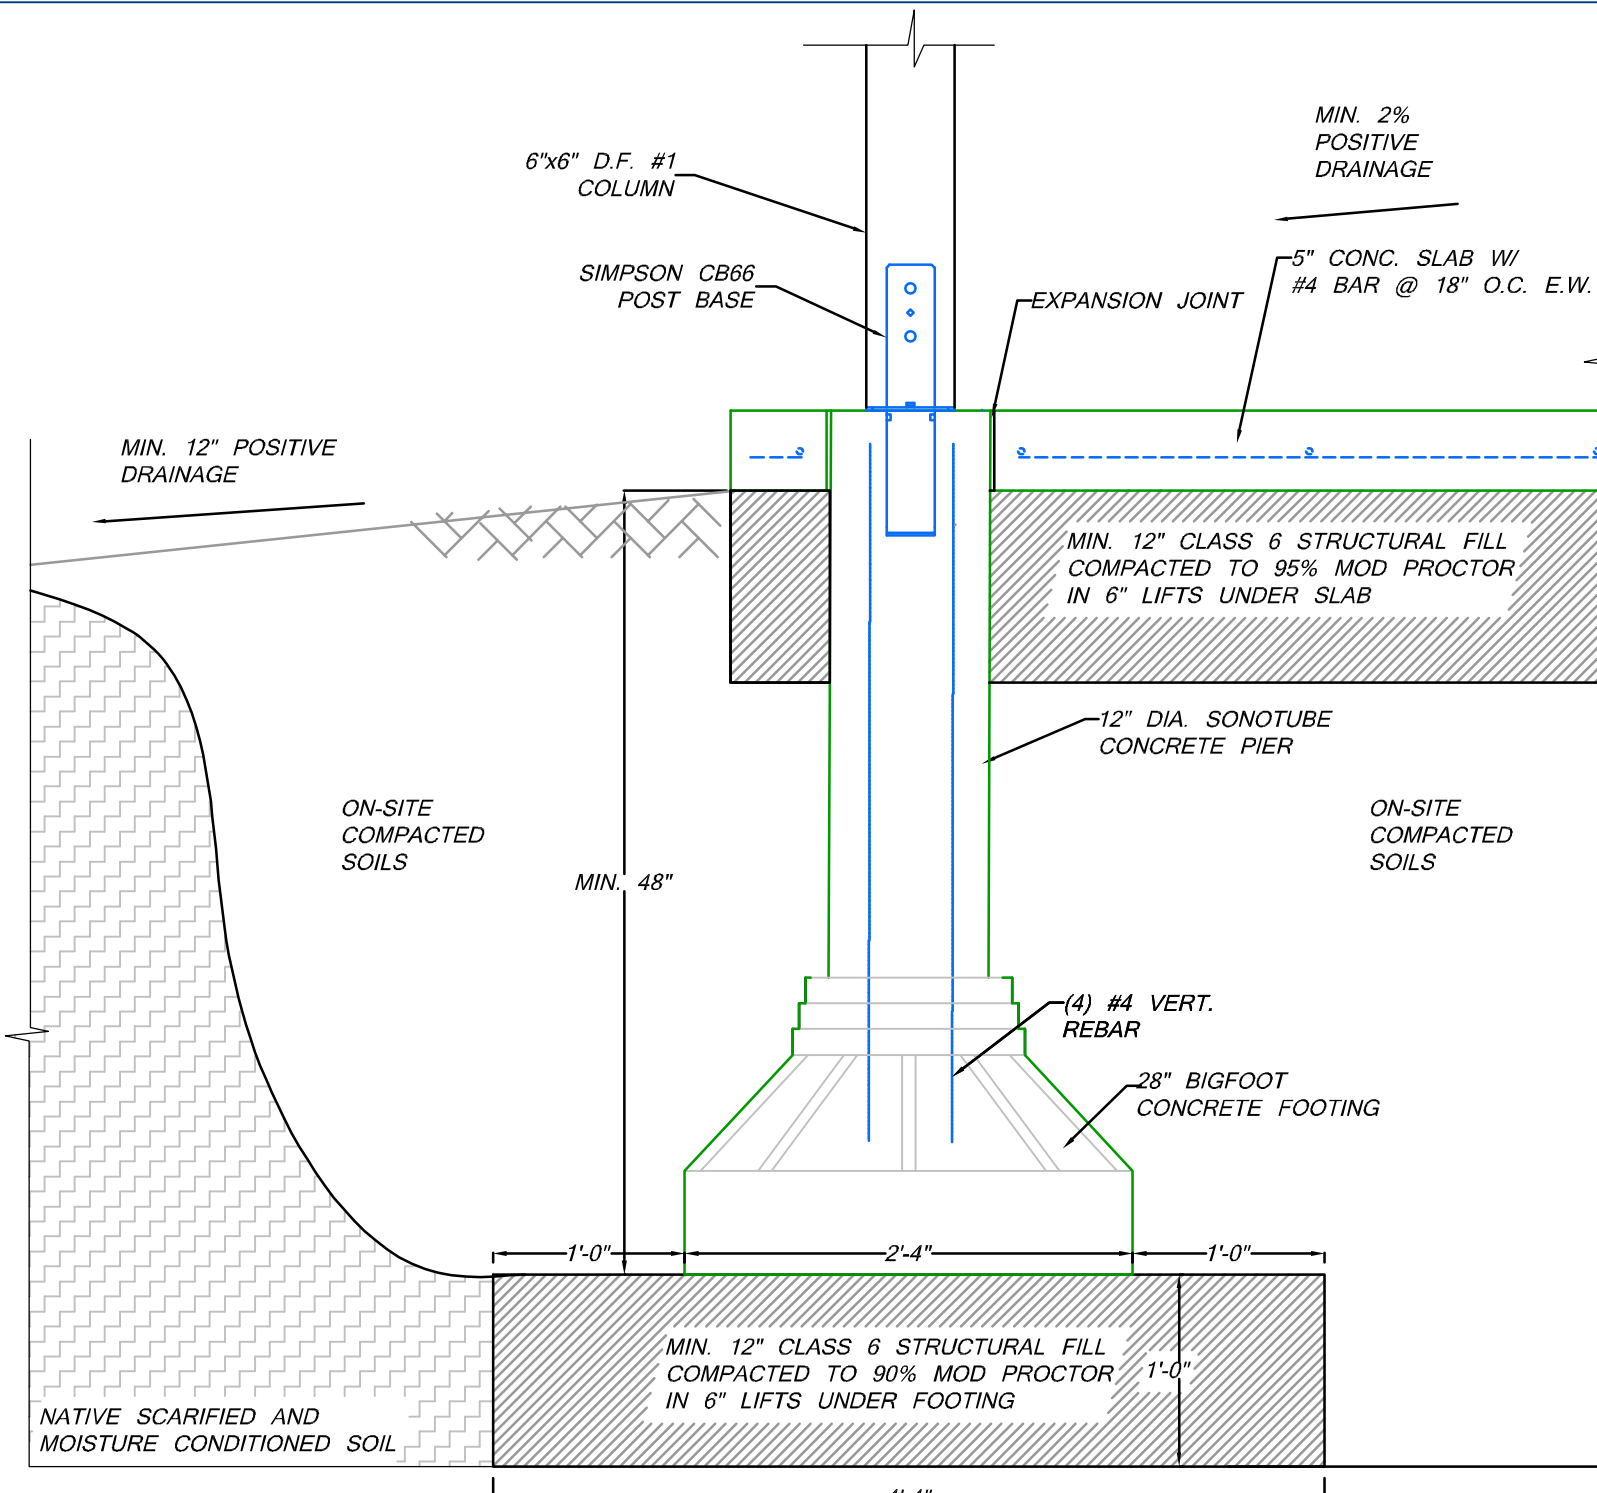 MIN. 2%
POSITIVE
DRAINAGE
6"x6" D.F. #1
COLUMN
SIMPSON CB66
POST BASE
5" CONC. SLAB W/
#4 BAR @ 18" O.C. E.W.
EXPANSION JOINT
MIN. 12" POSITIVE
DRAINAGE
MIN. 12" CLASS 6 STRUCTURAL FILL
COMPACTED TO 95% MOD PROCTOR
IN 6" LIFTS UNDER SLAB
12" DIA. SONOTUBE
CONCRETE PIER
ON-SITE
COMPACTED
SOILS
ON-SITE
COMPACTED
SOILS
MIN. 48"
(4) #4 VERT.
REBAR
28" BIGFOOT
CONCRETE FOOTING
1'-0"
2'-4"
1'-0"
MIN. 12" CLASS 6 STRUCTURAL FILL
COMPACTED TO 90% MOD PROCTOR
IN 6" LIFTS UNDER FOOTING
1'-0"
NATIVE SCARIFIED AND
MOISTURE CONDITIONED SOIL